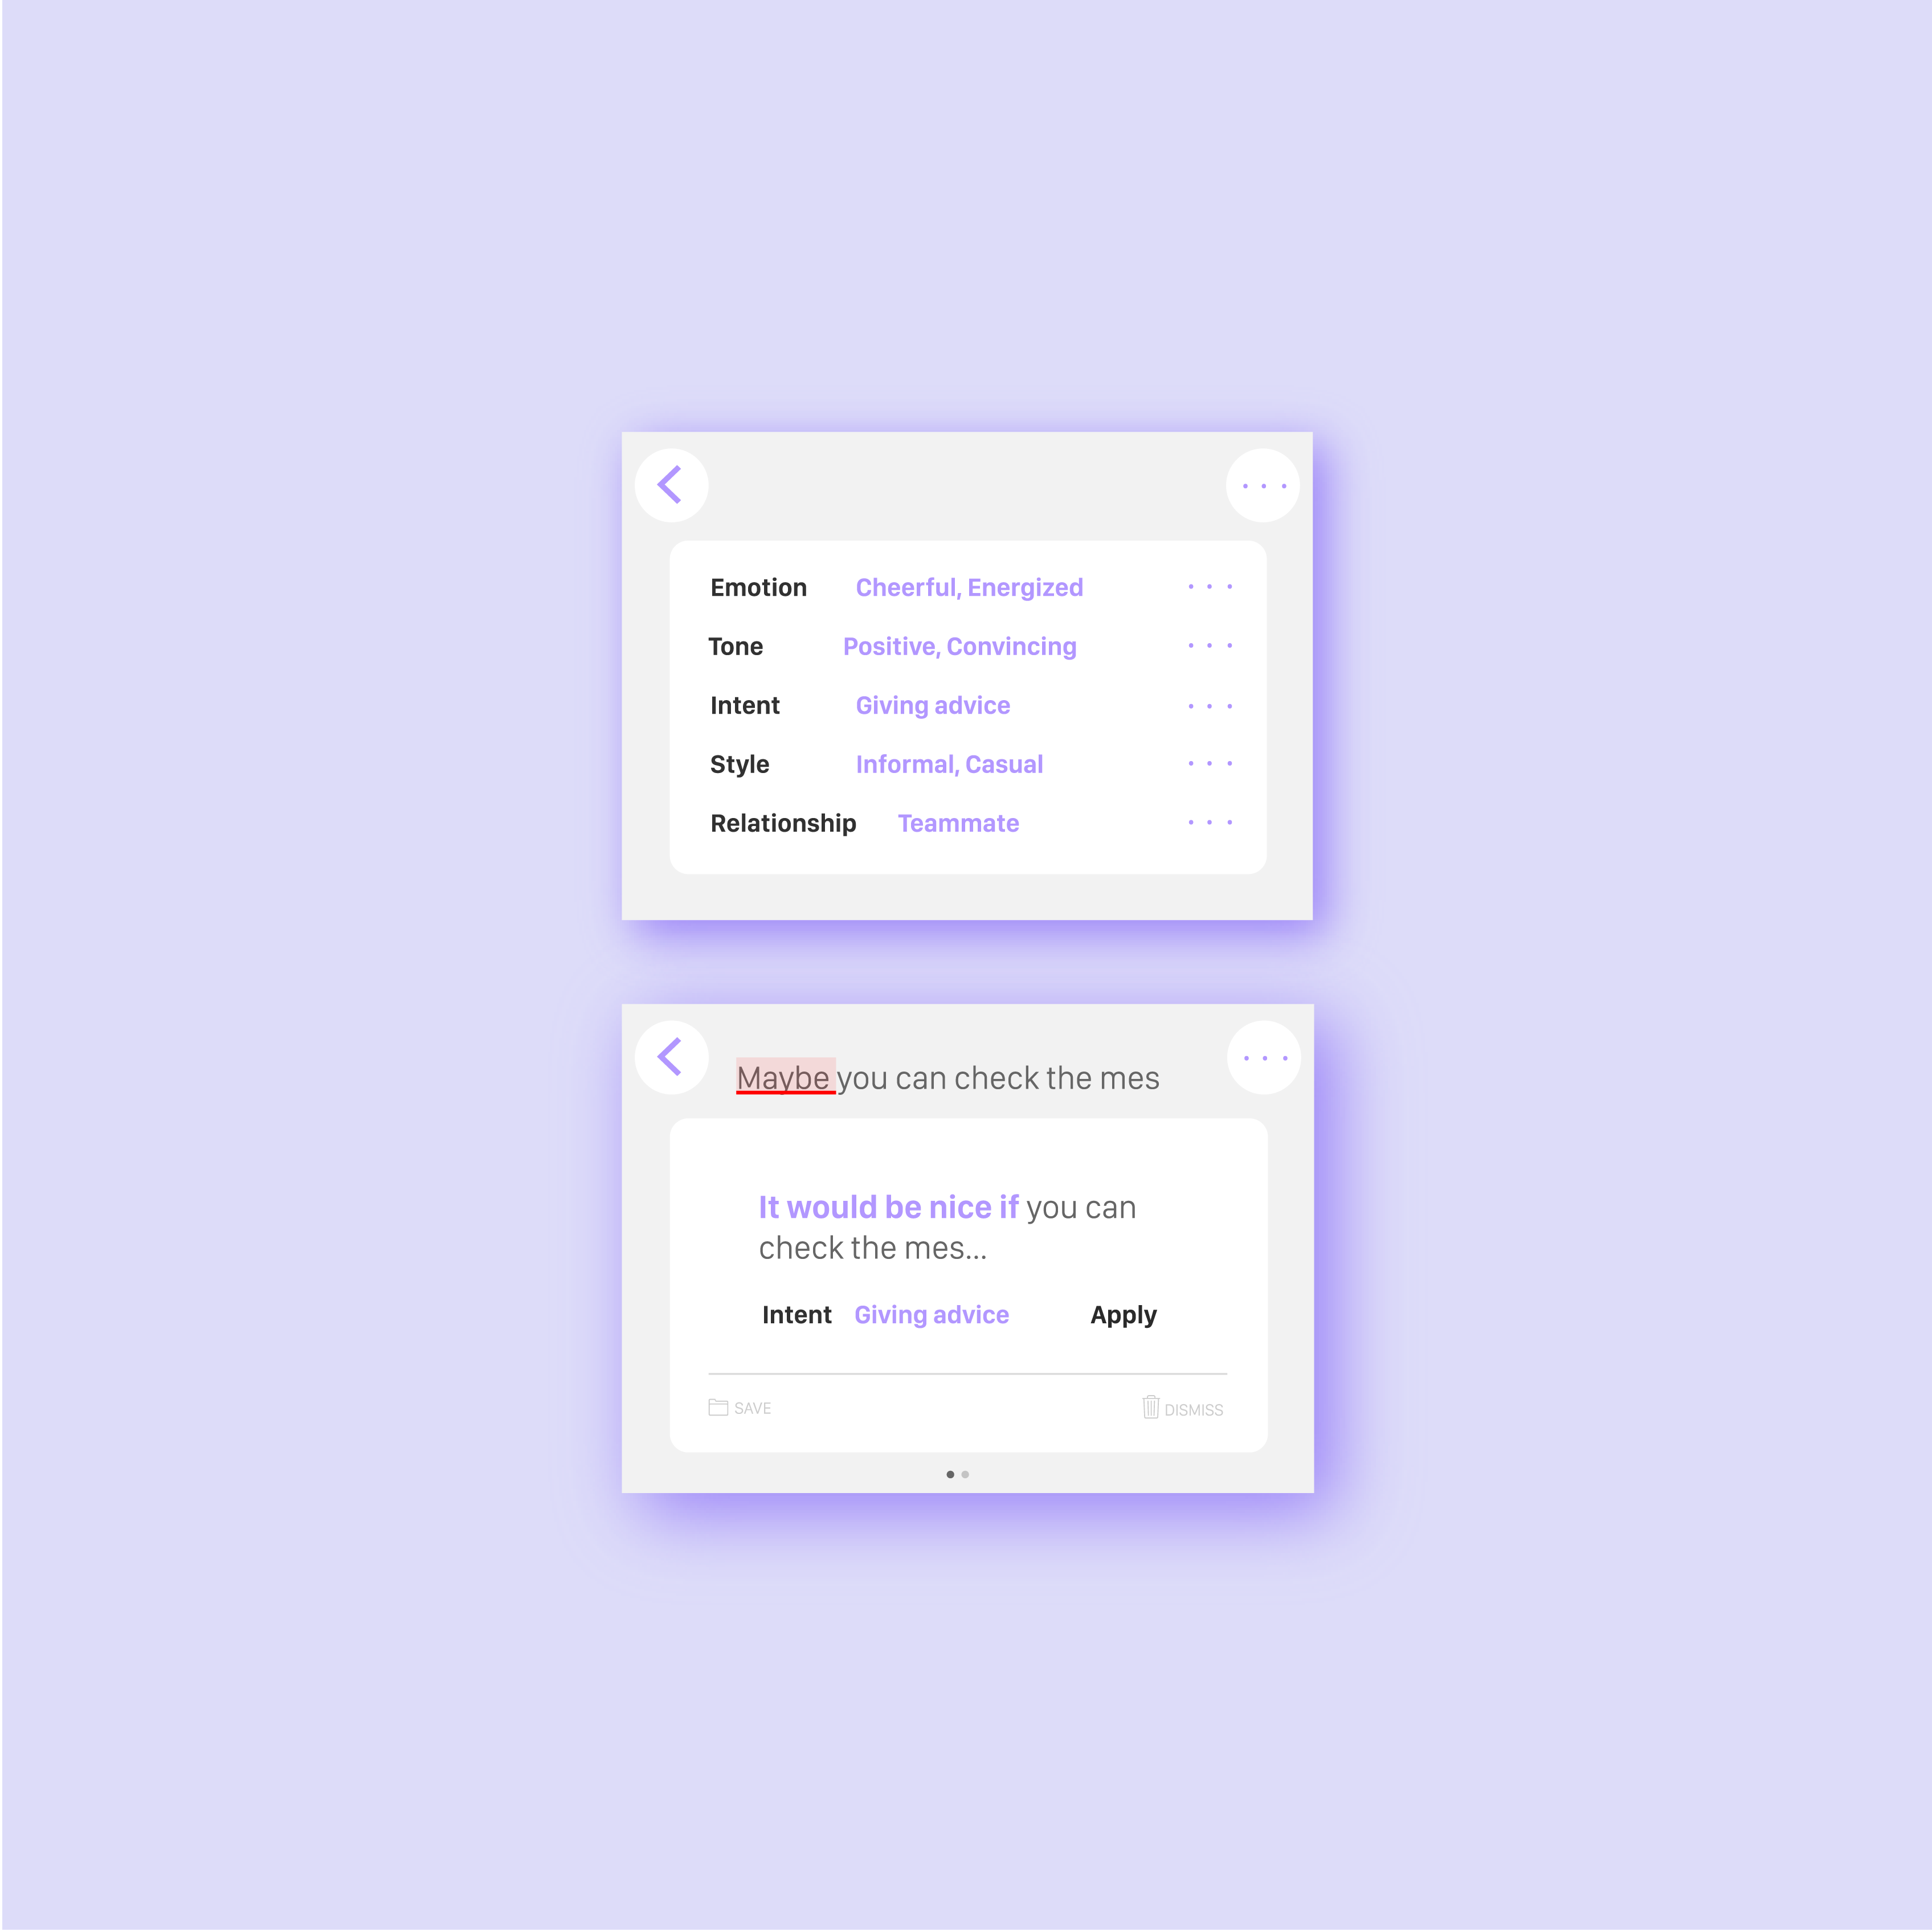 Emotion Cheerful, Energized
Tone Positive, Convincing
Intent Giving advice
Style Informal, Casual
Relationship Teammate
Maybe you can check the mes
It would be nice if you can
check the mes...
Intent Giving advice Apply
SAVE DISMISS